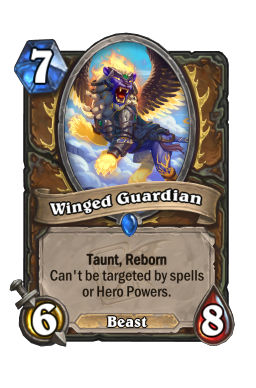 7
Winged Guardian
Taunt, Reborn
Can't be targeted by spells
or Hero Powers.
6
Beast
8